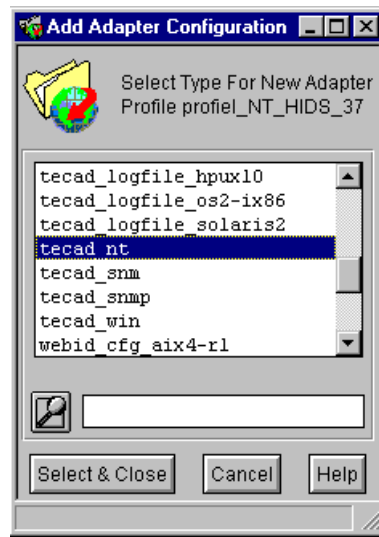 Add Adapter Configuration
Select Type For New Adapter
Profile profiel_NT_HIDS_37
tecad_logfile_hpux10
tecad_logfile_os2-ix86
tecad_logfile_solaris2
tecad_nt
tecad_snm
tecad_snmp
tecad_win
webid_cfg_aix4-r1
Select & Close
Cancel
Help